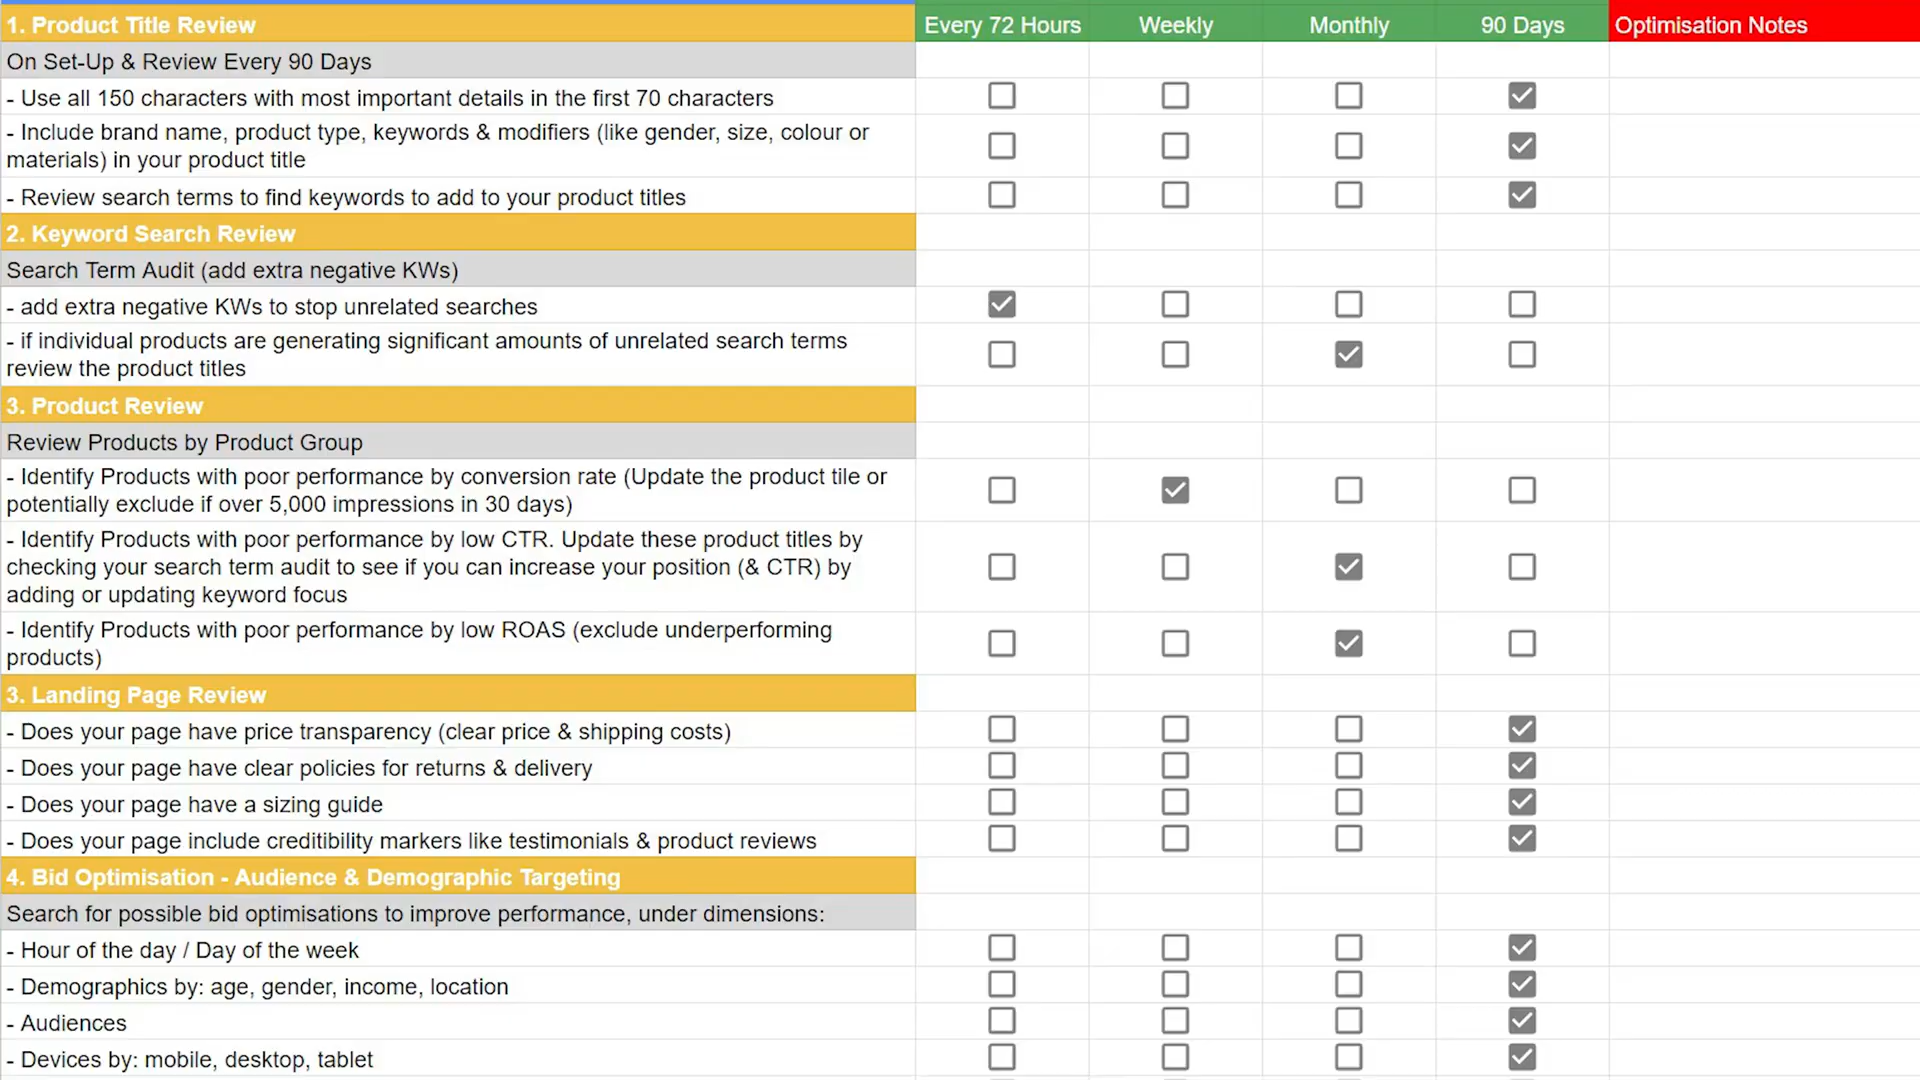 1. Product Title Review
Every 72 Hours
Weekly
Monthly
90 Days
Optimisation Notes
On Set-Up & Review Every 90 Days
- Use all 150 characters with most important details in the first 70 characters
- Include brand name, product type, keywords & modifiers (like gender, size, colour or
materials) in your product title
- Review search terms to find keywords to add to your product titles
2. Keyword Search Review
Search Term Audit (add extra negative KWs)
- add extra negative KWs to stop unrelated searches
- if individual products are generating significant amounts of unrelated search terms
review the product titles
3. Product Review
Review Products by Product Group
- Identify Products with poor performance by conversion rate (Update the product tile or
potentially exclude if over 5,000 impressions in 30 days)
- Identify Products with poor performance by low CTR. Update these product titles by
checking your search term audit to see if you can increase your position (& CTR) by
adding or updating keyword focus
- Identify Products with poor performance by low ROAS (exclude underperforming
products)
3. Landing Page Review
- Does your page have price transparency (clear price & shipping costs)
- Does your page have clear policies for returns & delivery
- Does your page have a sizing guide
- Does your page include creditibility markers like testimonials & product reviews
4. Bid Optimisation - Audience & Demographic Targeting
Search for possible bid optimisations to improve performance, under dimensions:
- Hour of the day / Day of the week
- Demographics by: age, gender, income, location
- Audiences
- Devices by: mobile, desktop, tablet